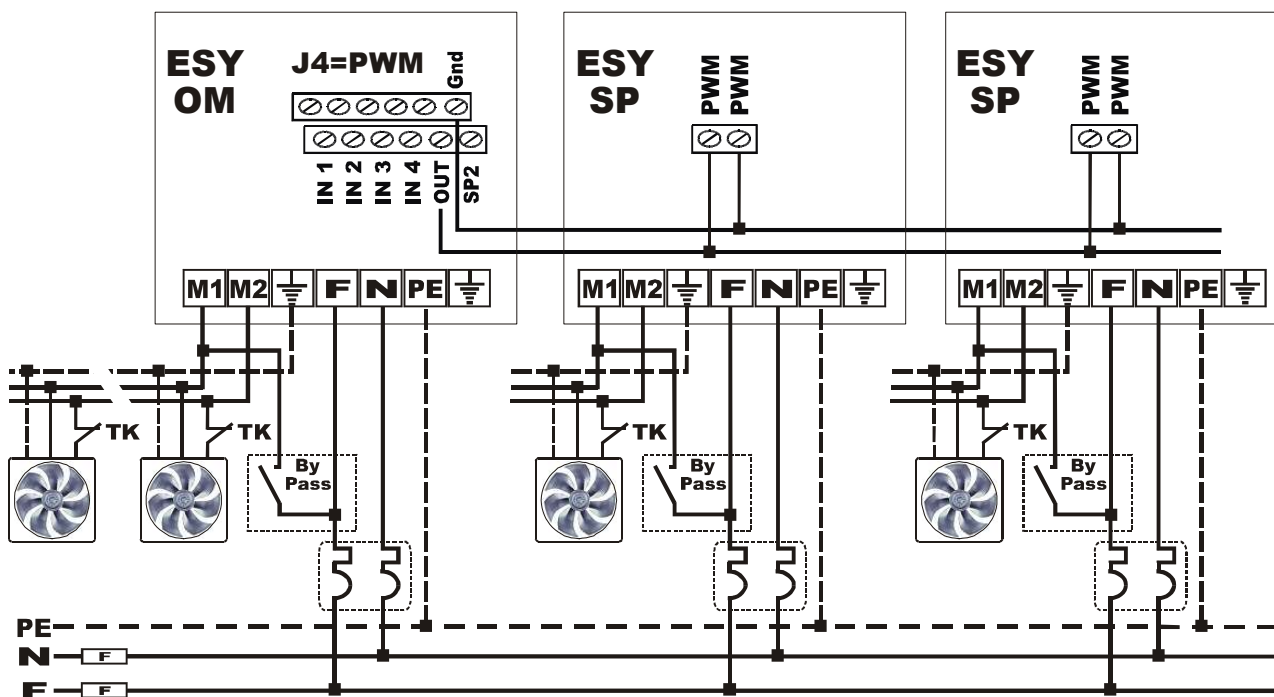 ESY OM
J4=PWM
Gnd
IN 1
IN 2
IN 3
IN 4
OUT
SP2
ESY SP
PWM
PWM
ESY SP
PWM
PWM
M1 M2 F N PE
M1 M2 F N PE
M1 M2 F N PE
TK
TK
By
Pass
TK
By
Pass
TK
By
Pass
PE
N F
F F